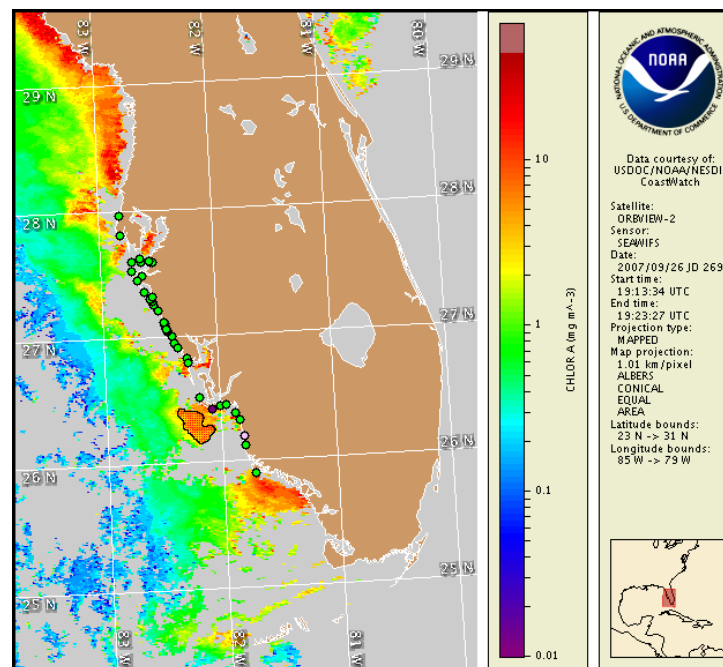 83 W
82 W
81 W
80 W
29 N
29 N
28 N
28 N
27 N
27 N
26 N
26 N
25 N
25 N
83 W
82 W
81 W
10
1
0.1
0.01
CHLOR A (mg m^-3)
NATIONAL OCEANIC AND ATMOSPHERIC ADMINISTRATION
NOAA
U.S. DEPARTMENT OF COMMERCE
Data courtesy of:
USDOC/NOAA/NESDI
CoastWatch
Satellite:
ORBVIEW-2
Sensor:
SEAWIFS
Date:
2007/09/26 JD 269
Start time:
19:13:34 UTC
End time:
19:23:27 UTC
Projection type:
MAPPED
Map projection:
1.01 km/pixel
ALBERS
CONICAL
EQUAL
AREA
Latitude bounds:
23 N -> 31 N
Longitude bounds:
85 W -> 79 W